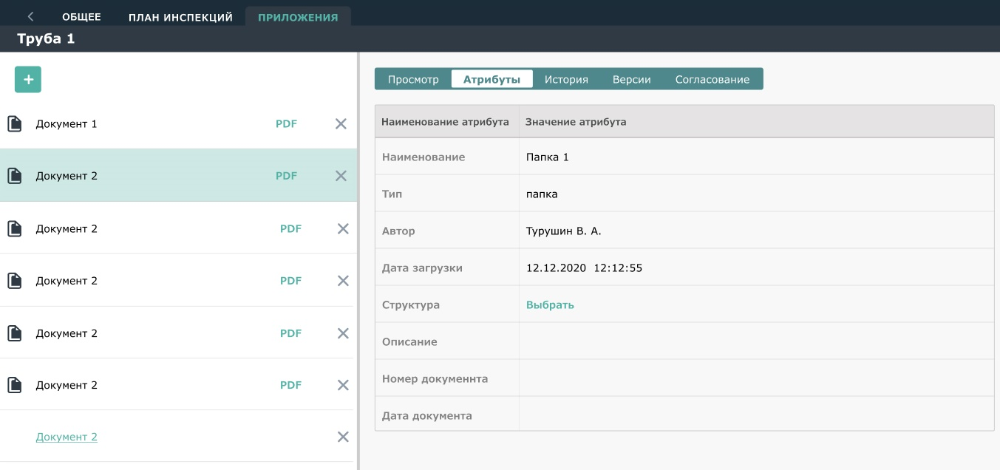 ОБЩЕЕ ПЛАН ИНСПЕКЦИЙ ПРИЛОЖЕНИЯ
Труба 1
+
Документ 1 PDF
Документ 2 PDF
Документ 2 PDF
Документ 2 PDF
Документ 2 PDF
Документ 2 PDF
Документ 2
Просмотр Атрибуты История Версии Согласование
Наименование атрибута Значение атрибута
Наименование Папка 1
Тип папка
Автор Турушин В. А.
Дата загрузки 12.12.2020 12:12:55
Структура Выбрать
Описание
Номер докуменнта
Дата документа